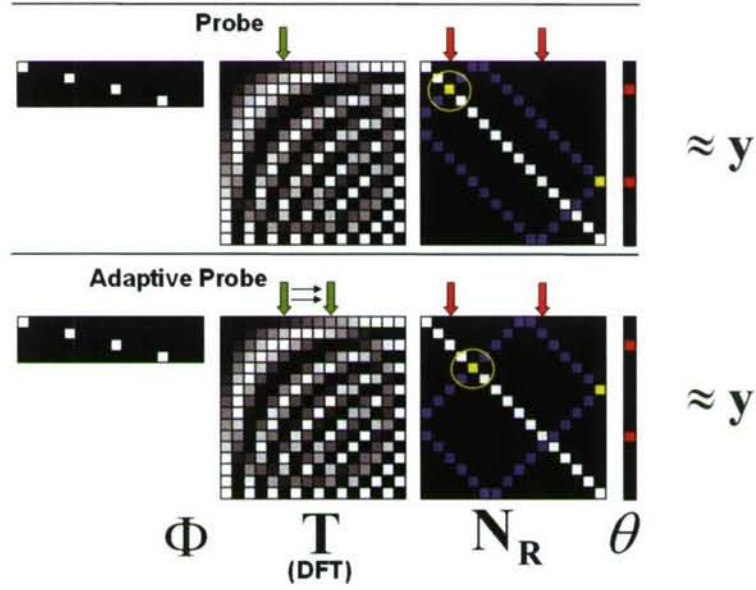 Probe
≈ y
Adaptive Probe
≈ y
Φ T N_R θ
(DFT)